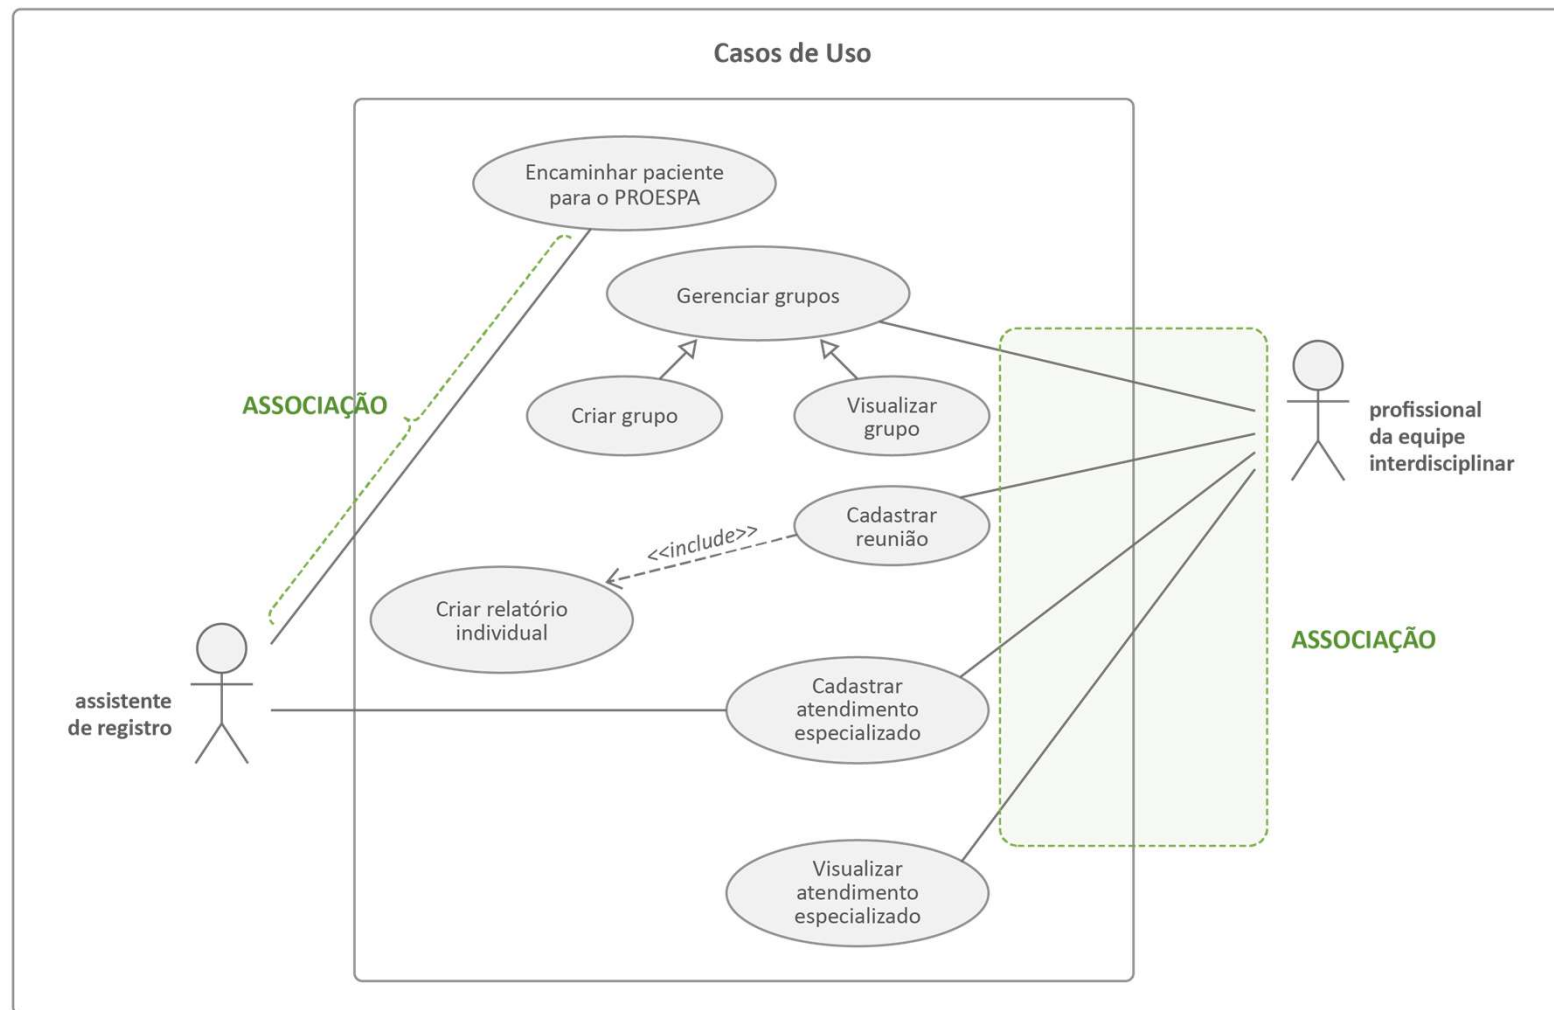 Casos de Uso
Encaminhar paciente
para o PROESPA
Gerenciar grupos
ASSOCIAÇÃO
Criar grupo
Visualizar
grupo
profissional
da equipe
interdisciplinar
Cadastrar
reunião
<<include>>
Criar relatório
individual
ASSOCIAÇÃO
assistente
de registro
Cadastrar
atendimento
especializado
Visualizar
atendimento
especializado